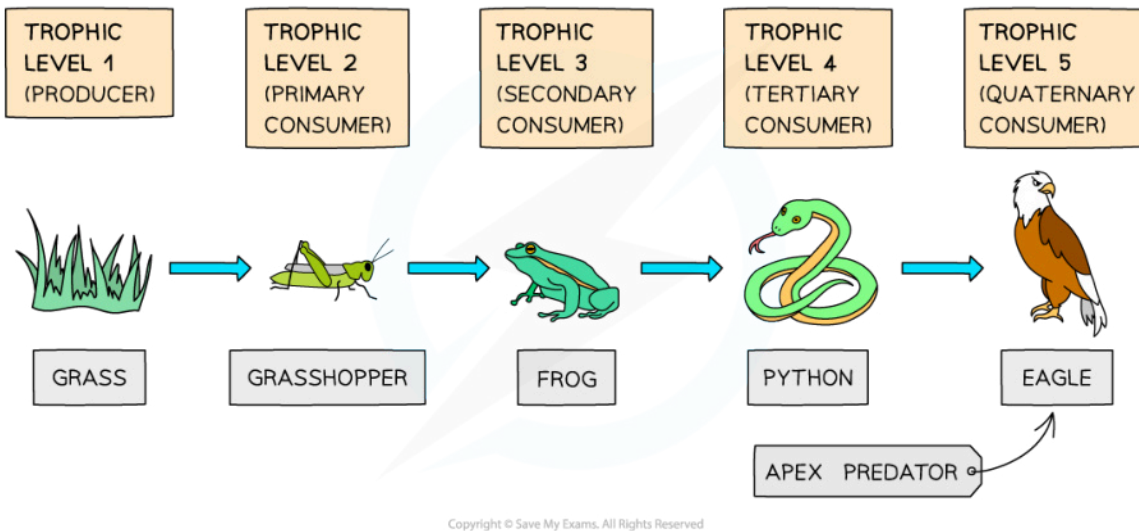 TROPHIC
LEVEL 1
(PRODUCER)
TROPHIC
LEVEL 2
(PRIMARY
CONSUMER)
TROPHIC
LEVEL 3
(SECONDARY
CONSUMER)
TROPHIC
LEVEL 4
(TERTIARY
CONSUMER)
TROPHIC
LEVEL 5
(QUATERNARY
CONSUMER)
GRASS
GRASSHOPPER
FROG
PYTHON
EAGLE
APEX PREDATOR
Copyright © Save My Exams. All Rights Reserved